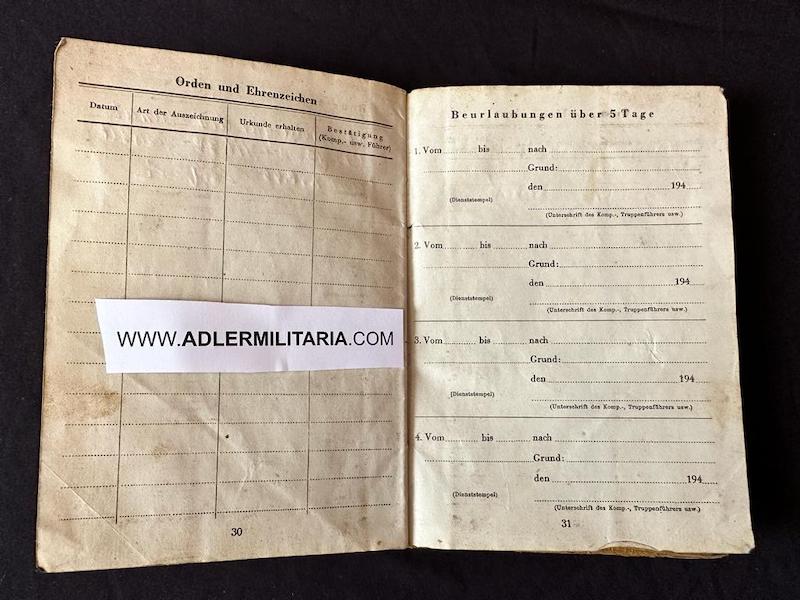 Orden und Ehrenzeichen
Datum
Art der Auszeichnung
Urkunde erhalten
Bestätigung
(Komp.- usw. Führer)
WWW.ADLERMILITARIA.COM
30
Beurlaubungen über 5 Tage
1. Vom ......... bis ......... nach .........
Grund: .........
den ......... 194 ....
(Dienststempel)
(Unterschrift des Komp.-, Truppenführers usw.)
2. Vom ......... bis ......... nach .........
Grund: .........
den ......... 194 ....
(Dienststempel)
(Unterschrift des Komp.-, Truppenführers usw.)
3. Vom ......... bis ......... nach .........
Grund: .........
den ......... 194 ....
(Dienststempel)
(Unterschrift des Komp.-, Truppenführers usw.)
4. Vom ......... bis ......... nach .........
Grund: .........
den ......... 194 ....
(Dienststempel)
(Unterschrift des Komp.-, Truppenführers usw.)
31